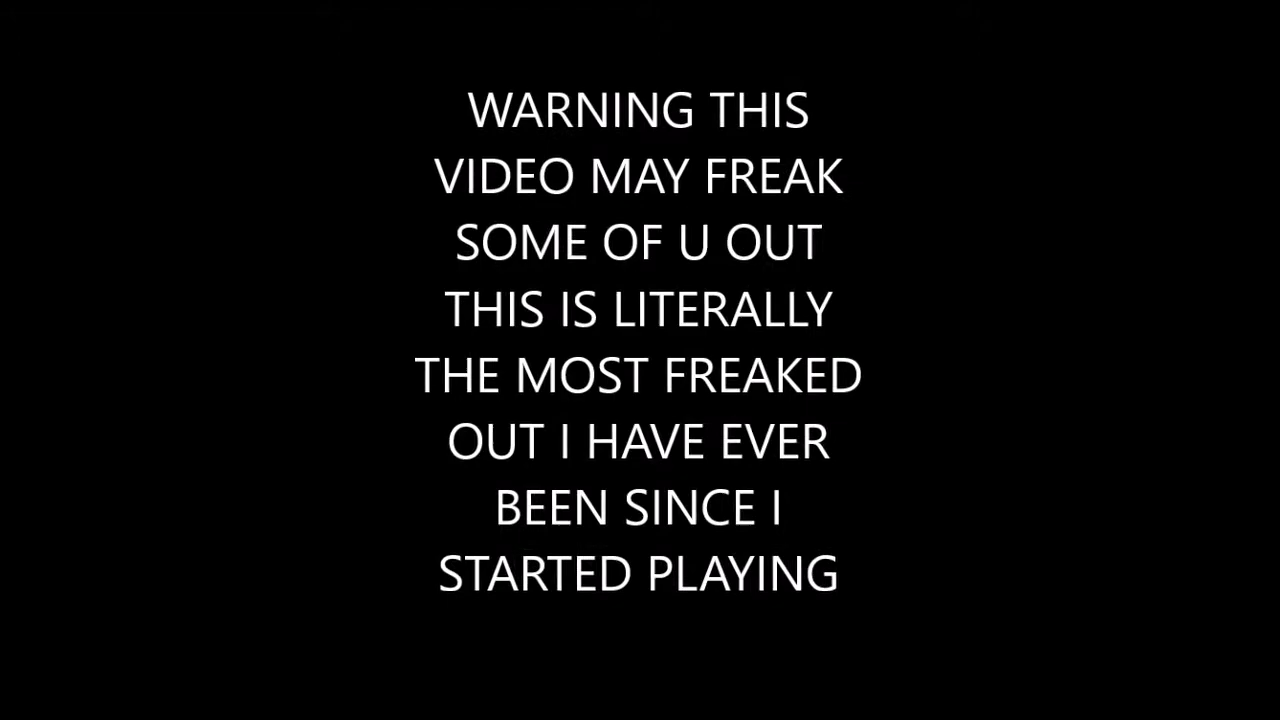 WARNING THIS
VIDEO MAY FREAK
SOME OF U OUT
THIS IS LITERALLY
THE MOST FREAKED
OUT I HAVE EVER
BEEN SINCE I
STARTED PLAYING